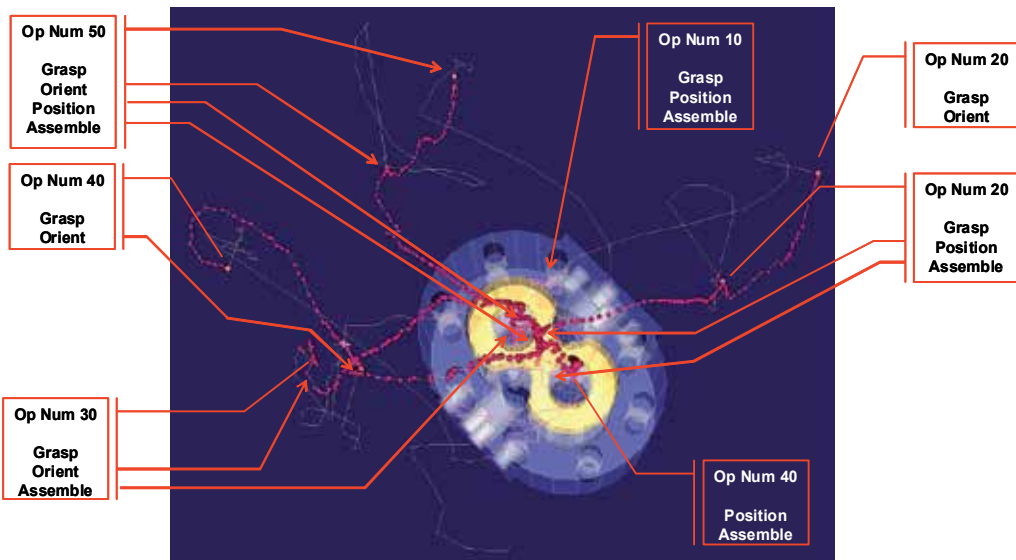 Op Num 50
Grasp
Orient
Position
Assemble
Op Num 40
Grasp
Orient
Op Num 30
Grasp
Orient
Assemble
Op Num 10
Grasp
Position
Assemble
Op Num 20
Grasp
Orient
Op Num 20
Grasp
Position
Assemble
Op Num 40
Position
Assemble